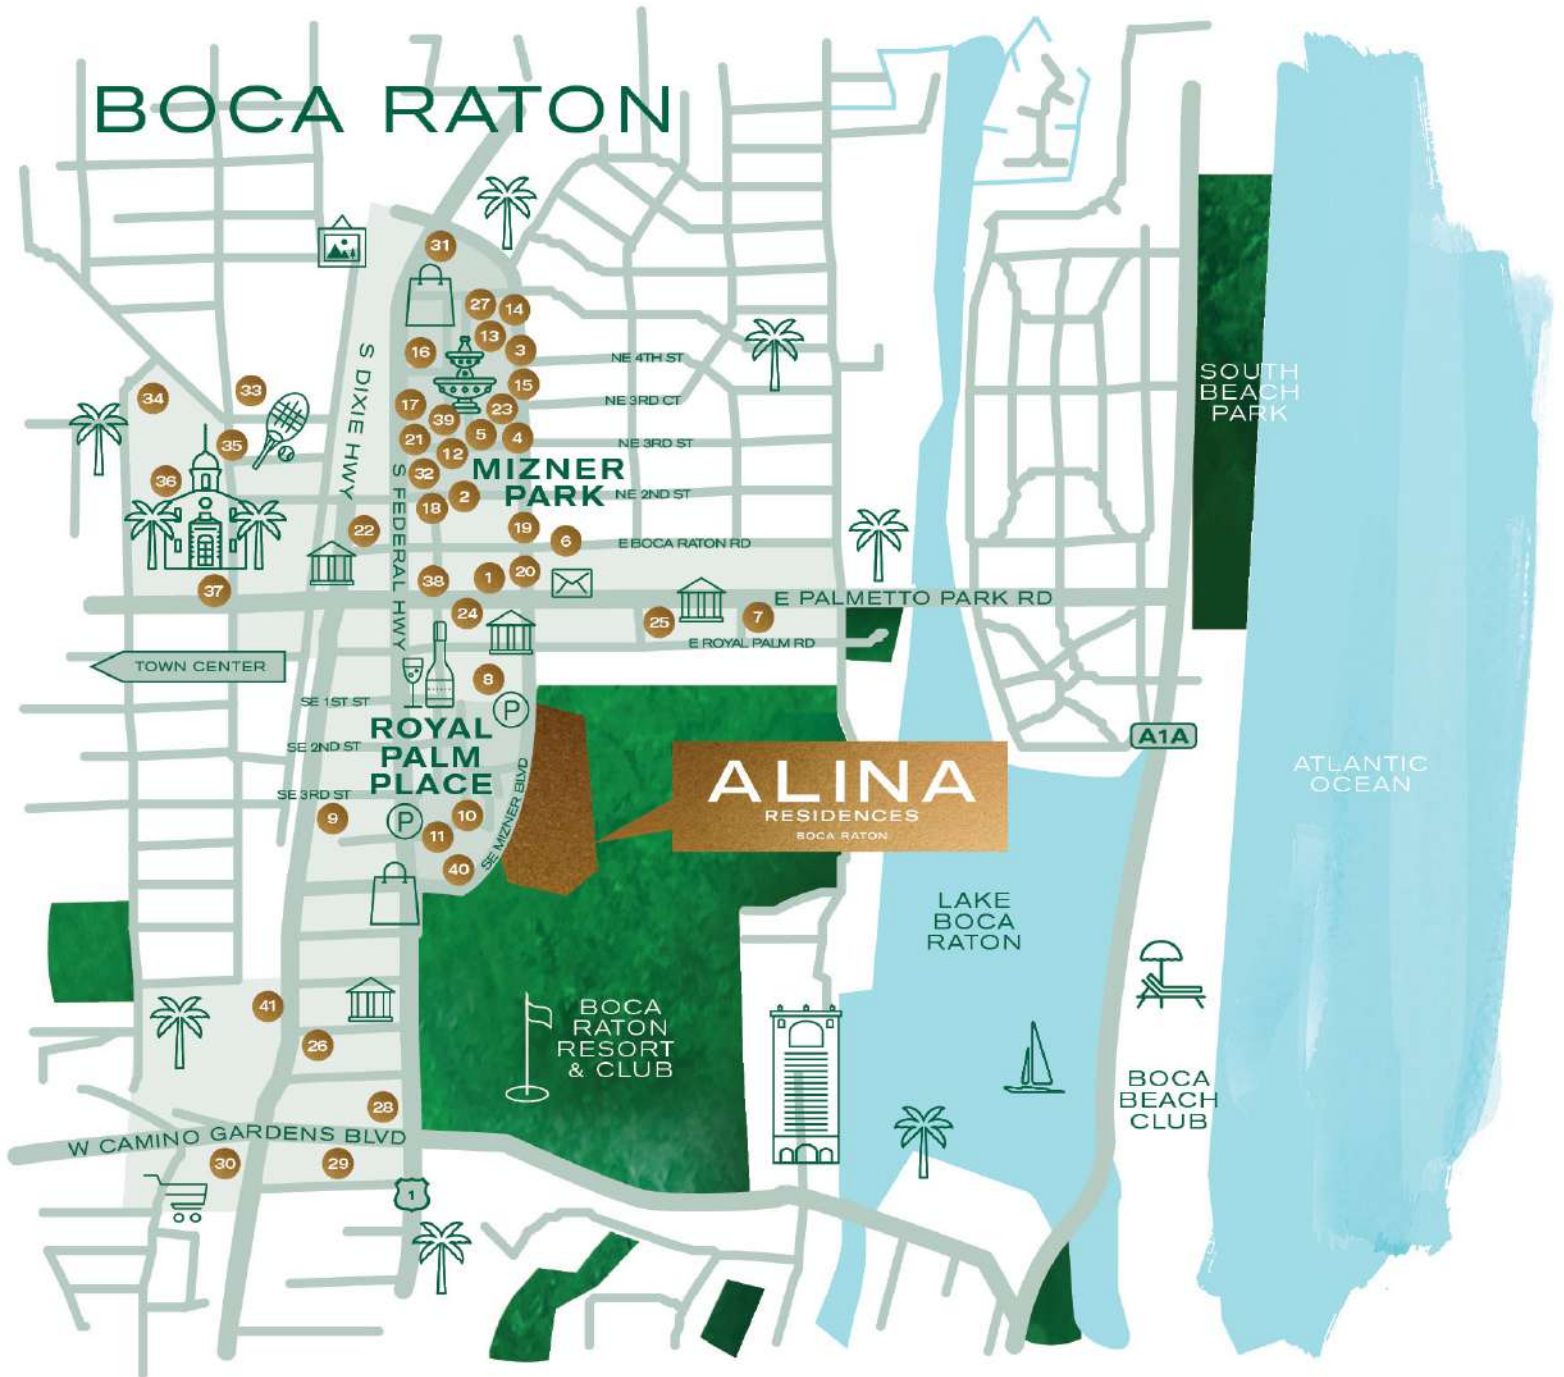 BOCA RATON
31
27
14
13
16
3
S DIXIE HWY
NE 4TH ST
15
SOUTH
BEACH
PARK
33
34
17
23
NE 3RD CT
39
35
21
5
4
NE 3RD ST
12
MIZNER
PARK
36
32
S FEDERAL HWY
18
2
NE 2ND ST
22
19
6
E BOCA RATON RD
38
1
20
37
E PALMETTO PARK RD
24
25
7
E ROYAL PALM RD
TOWN CENTER
8
SE 1ST ST
P
ROYAL
PALM
PLACE
SE 2ND ST
A1A
ALINA
RESIDENCES
BOCA RATON
ATLANTIC
OCEAN
SE 3RD ST
9
P
10
11
SE MIZNER BLVD
40
LAKE
BOCA
RATON
41
BOCA
RATON
RESORT
& CLUB
26
BOCA
BEACH
CLUB
28
W CAMINO GARDENS BLVD
30
29
1